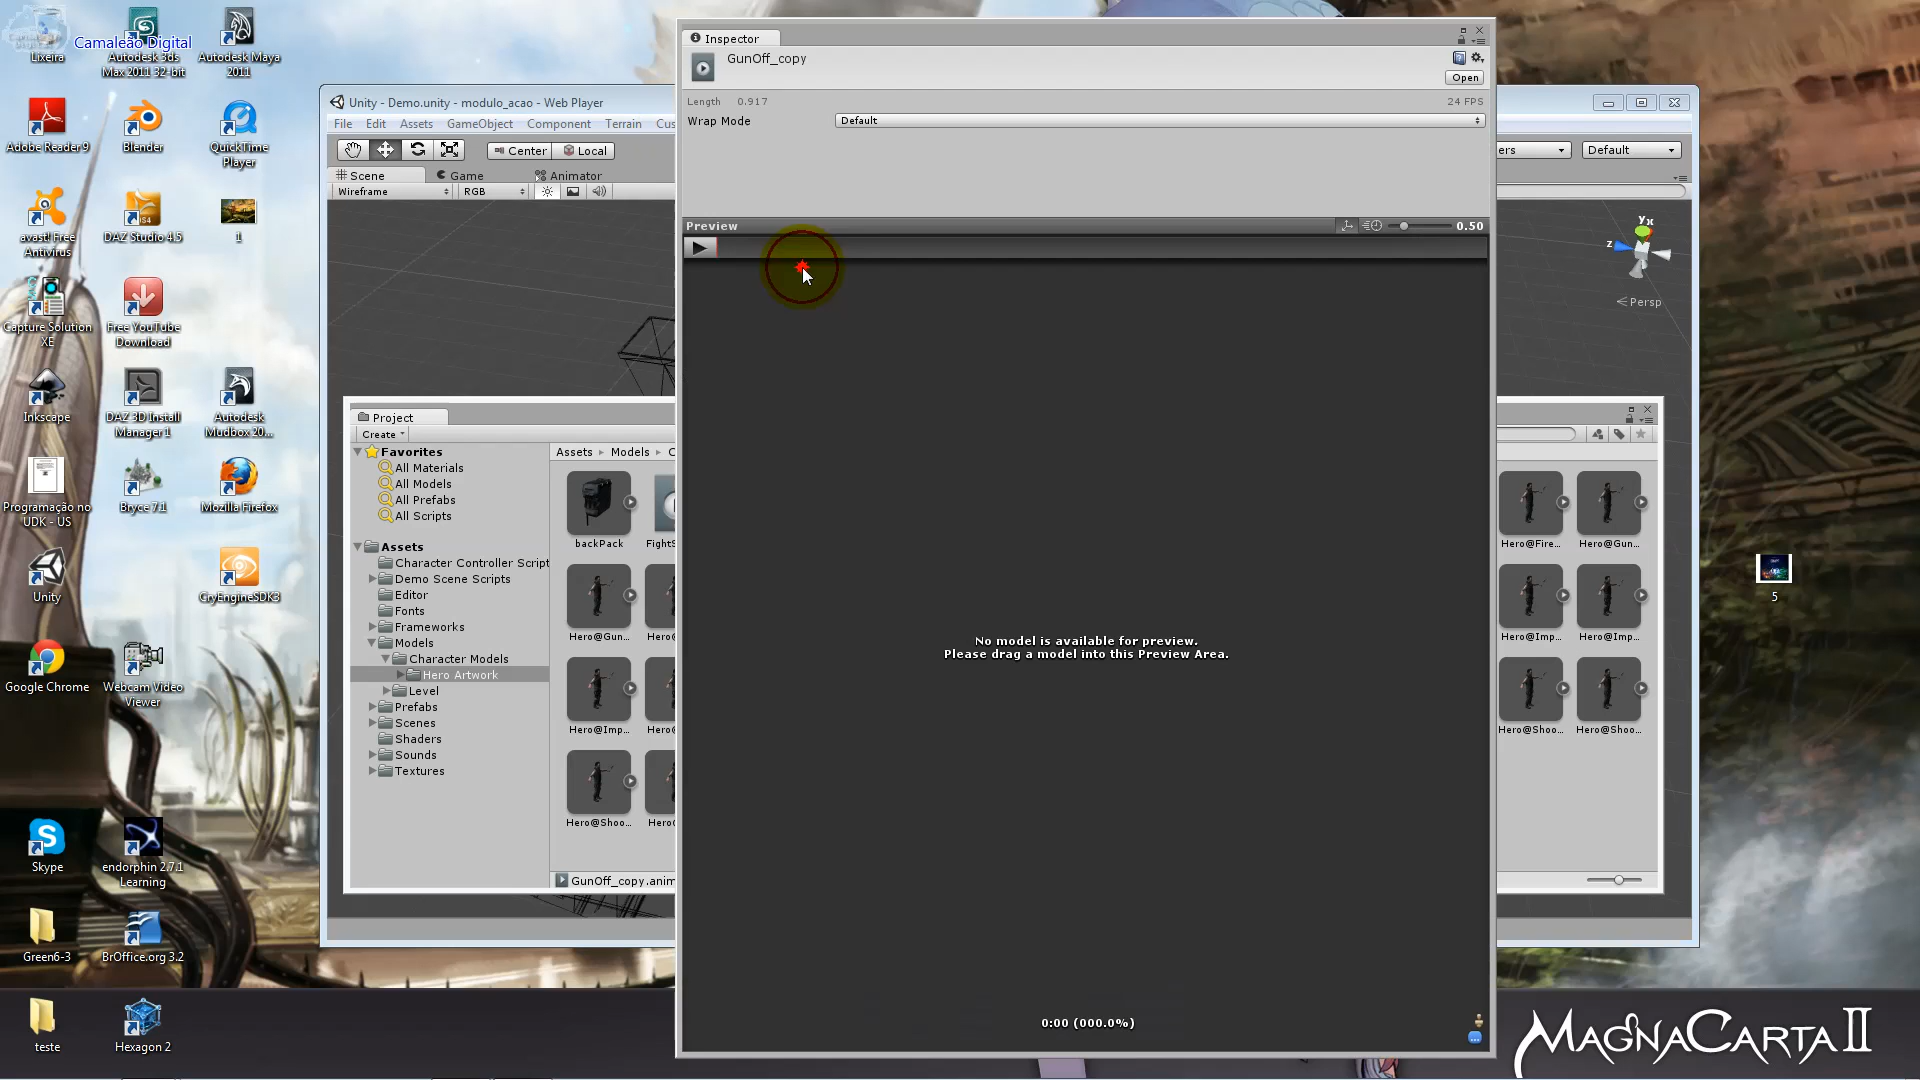 Camaleão Digital
Lixeira
Autodesk 3ds Max 2011 32-bit
Autodesk Maya 2011
Adobe Reader 9
Blender
QuickTime Player
avast! Free Antivirus
DAZ Studio 4.5
1
Capture Solution XE
Free YouTube Download
Inkscape
DAZ 3D Install Manager 1
Autodesk Mudbox 20...
Programação no UDK - US
Bryce 7.1
Mozilla Firefox
Unity
CryEngineSDK3
Google Chrome
Webcam Video Viewer
Skype
endorphin 2.7.1 Learning
Green6-3
BrOffice.org 3.2
teste
Hexagon 2
Unity - Demo.unity - modulo_acao - Web Player
File Edit Assets GameObject Component Terrain Cus
Center Local
Scene Game Animator
Wireframe RGB
Project
Create
Favorites
All Materials
All Models
All Prefabs
All Scripts
Assets
Character Controller Script
Demo Scene Scripts
Editor
Fonts
Frameworks
Models
Character Models
Hero Artwork
Level
Prefabs
Scenes
Shaders
Sounds
Textures
Assets Models C
backPack FightS
Hero@Gun... Hero@
Hero@Imp... Hero@
Hero@Shoo... Hero@
GunOff_copy.anim
Inspector
GunOff_copy
Open
Length 0.917 24 FPS
Wrap Mode Default
Preview 0.50
No model is available for preview.
Please drag a model into this Preview Area.
0:00 (000.0%)
ers Default
y x
z
Persp
Hero@Fire... Hero@Gun...
Hero@Imp... Hero@Imp...
Hero@Shoo... Hero@Shoo...
5
MAGNACARTA II